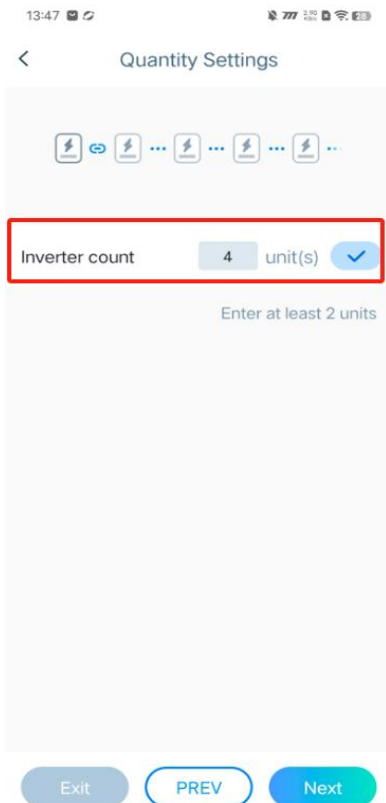 13:47
Quantity Settings
Inverter count 4 unit(s)
Enter at least 2 units
Exit PREV Next